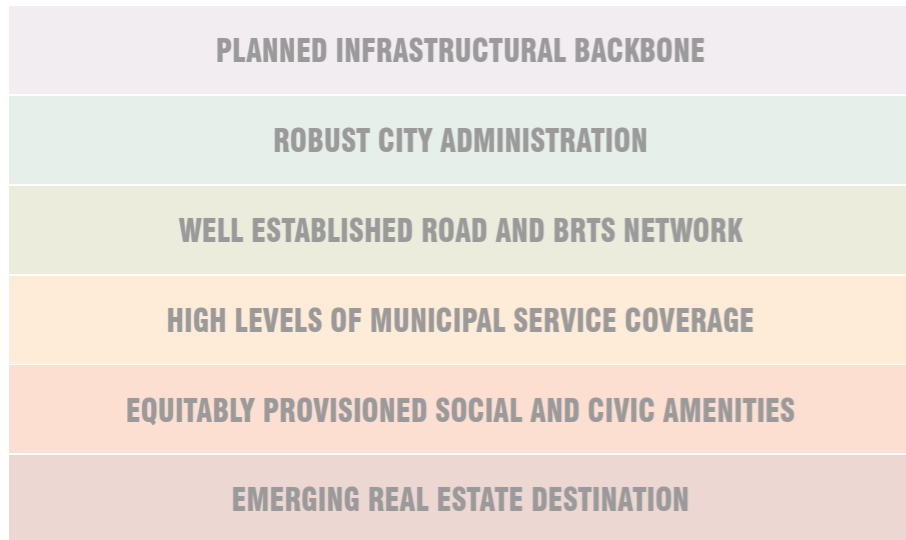 PLANNED INFRASTRUCTURAL BACKBONE
ROBUST CITY ADMINISTRATION
WELL ESTABLISHED ROAD AND BRTS NETWORK
HIGH LEVELS OF MUNICIPAL SERVICE COVERAGE
EQUITABLY PROVISIONED SOCIAL AND CIVIC AMENITIES
EMERGING REAL ESTATE DESTINATION